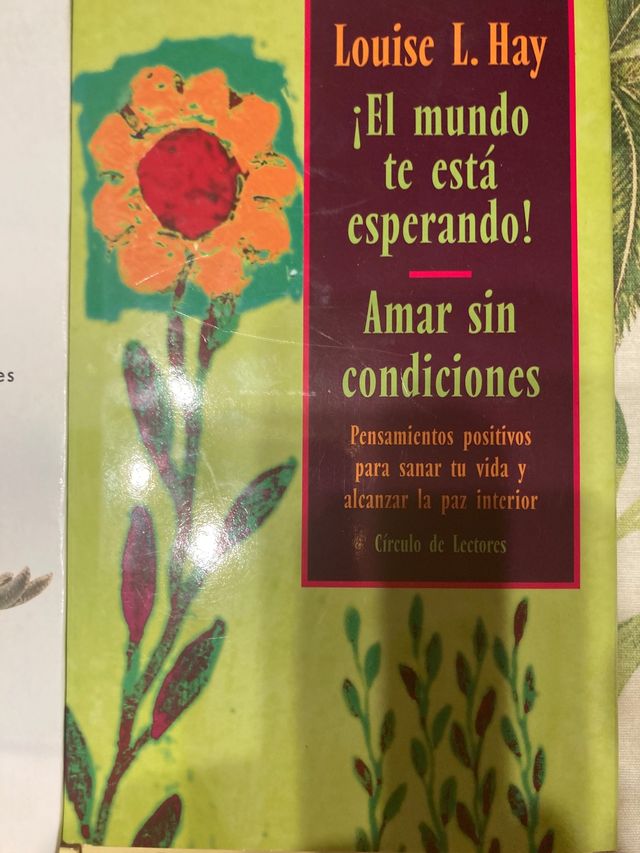 Louise L. Hay
¡El mundo
te está
esperando!
Amar sin
condiciones
Pensamientos positivos
para sanar tu vida y
alcanzar la paz interior
Círculo de Lectores
es